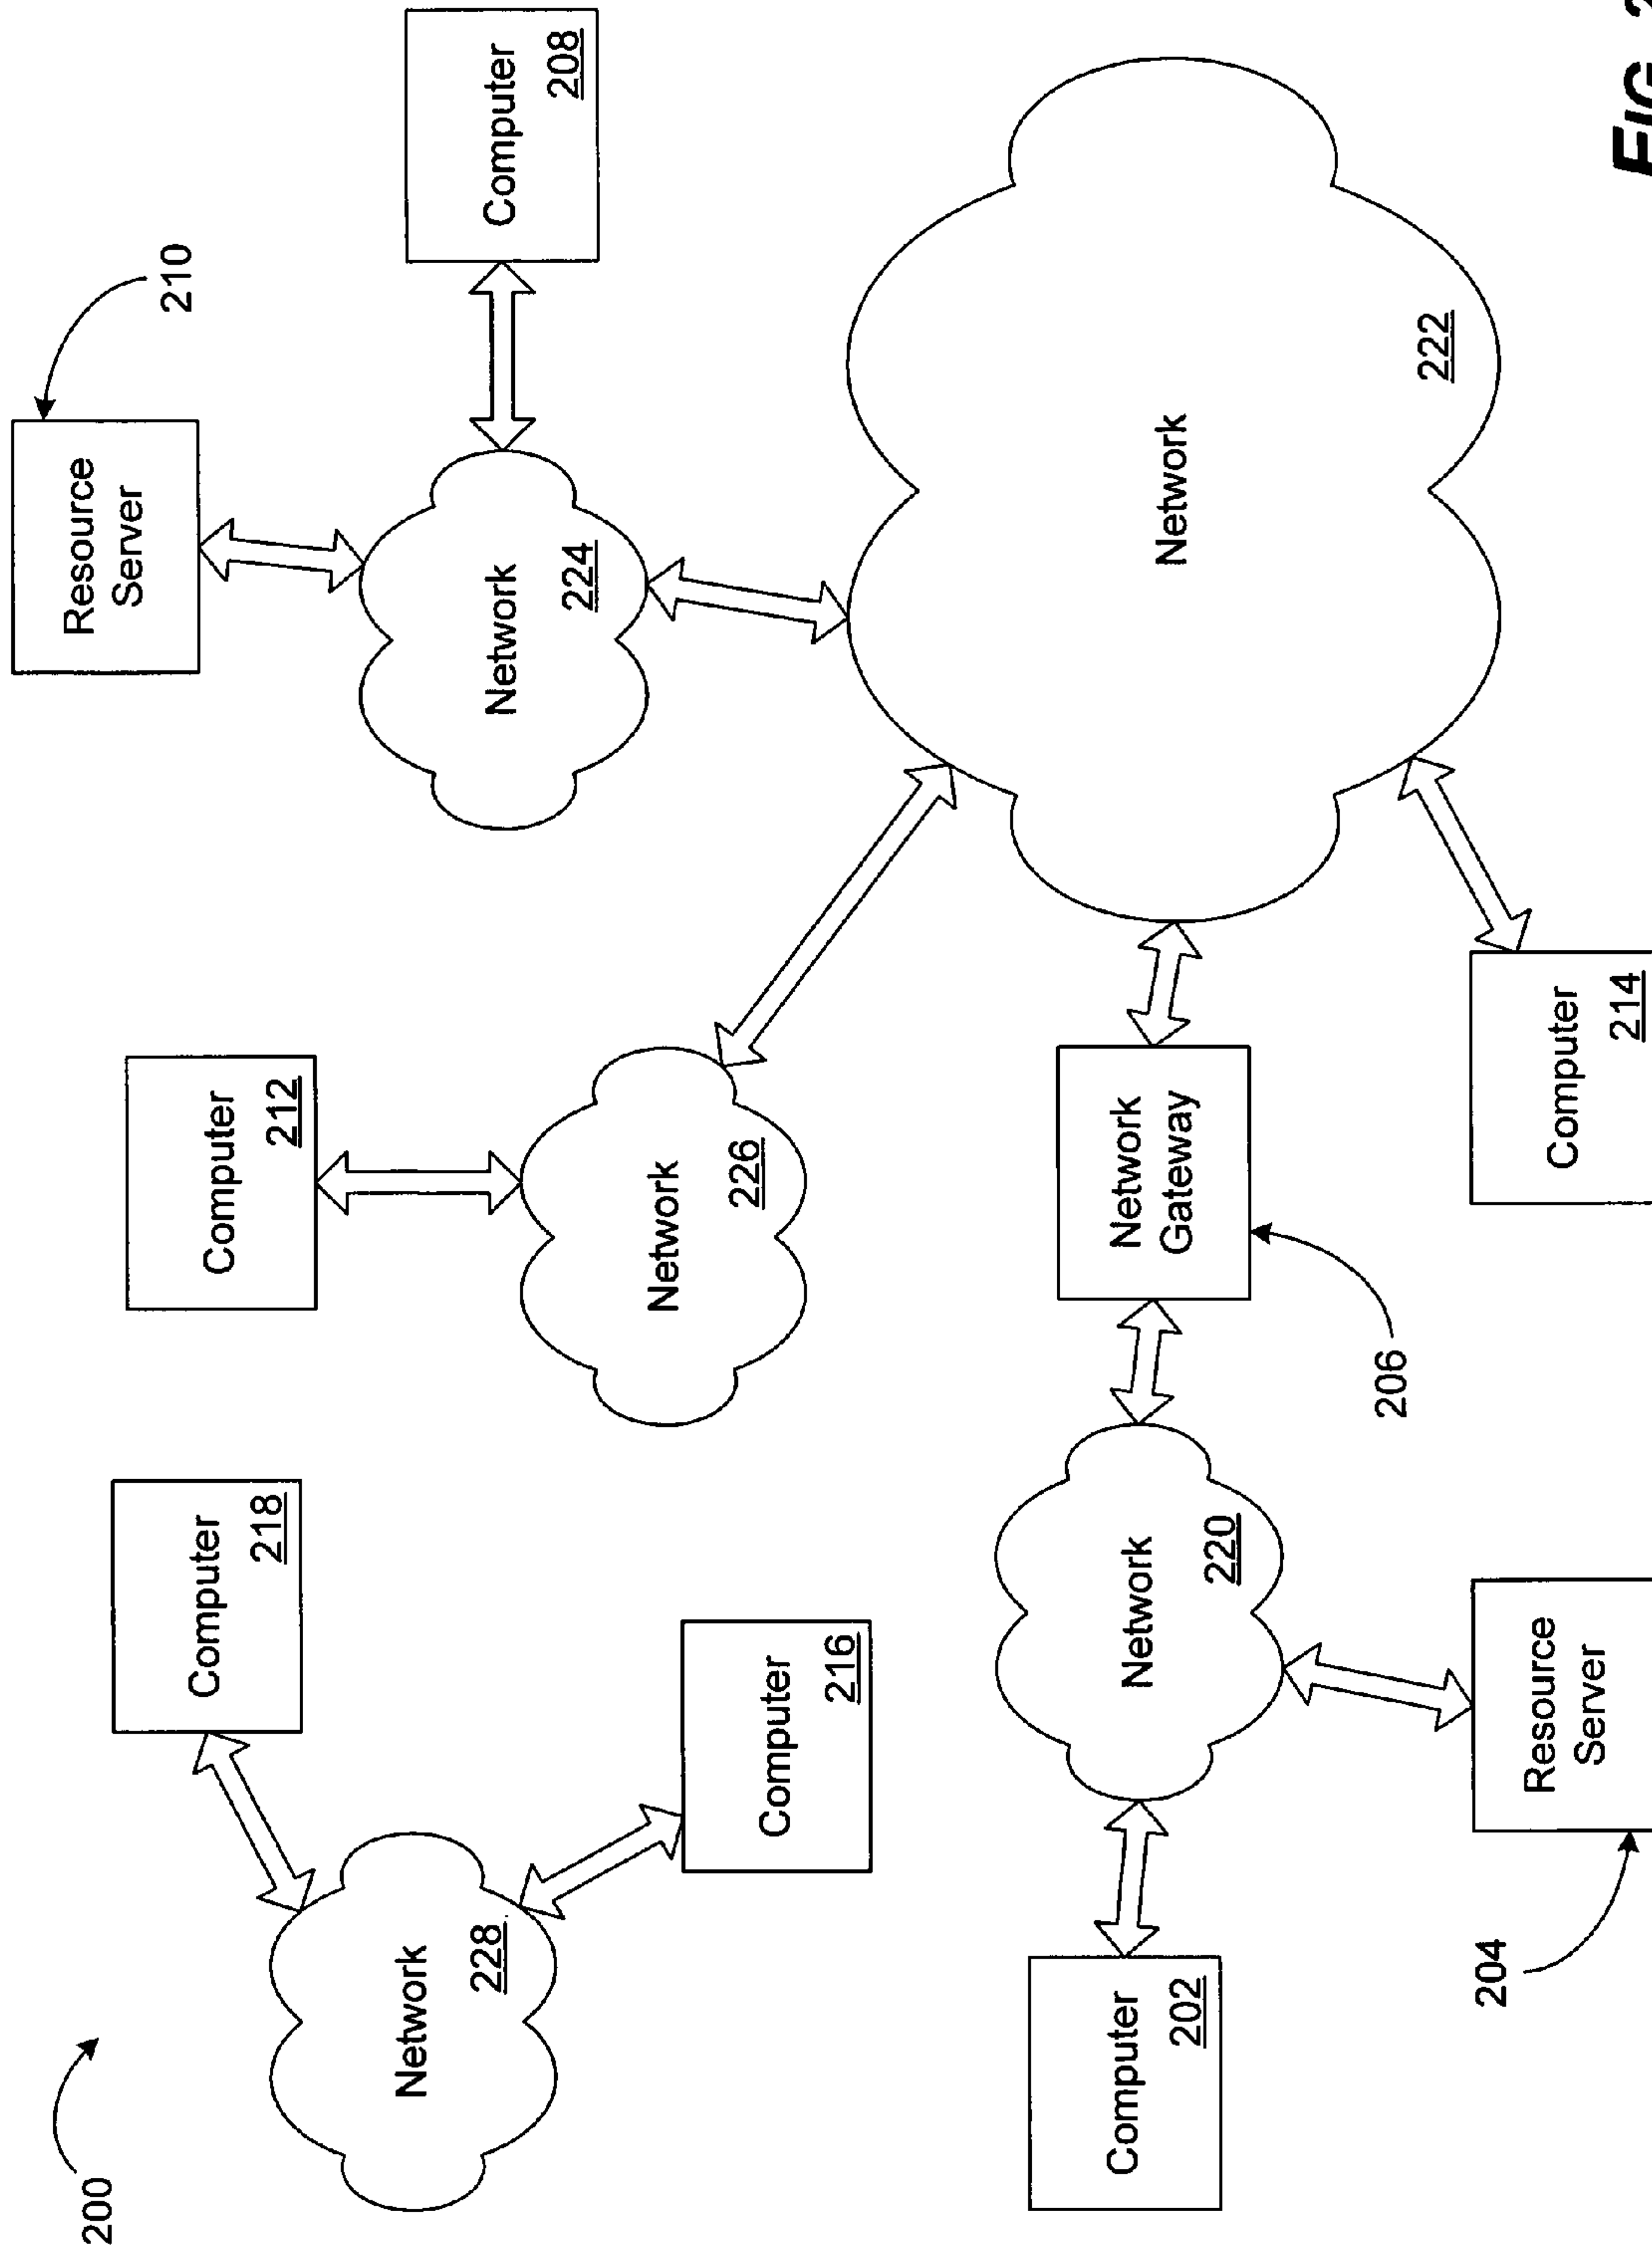 200
Resource
Server
210
Computer
218
Computer
212
Network
228
Network
224
Computer
208
Network
226
Computer
216
Computer
202
Network
220
Network
Gateway
206
Network
222
204
Resource
Server
Computer
214
FIG. 2